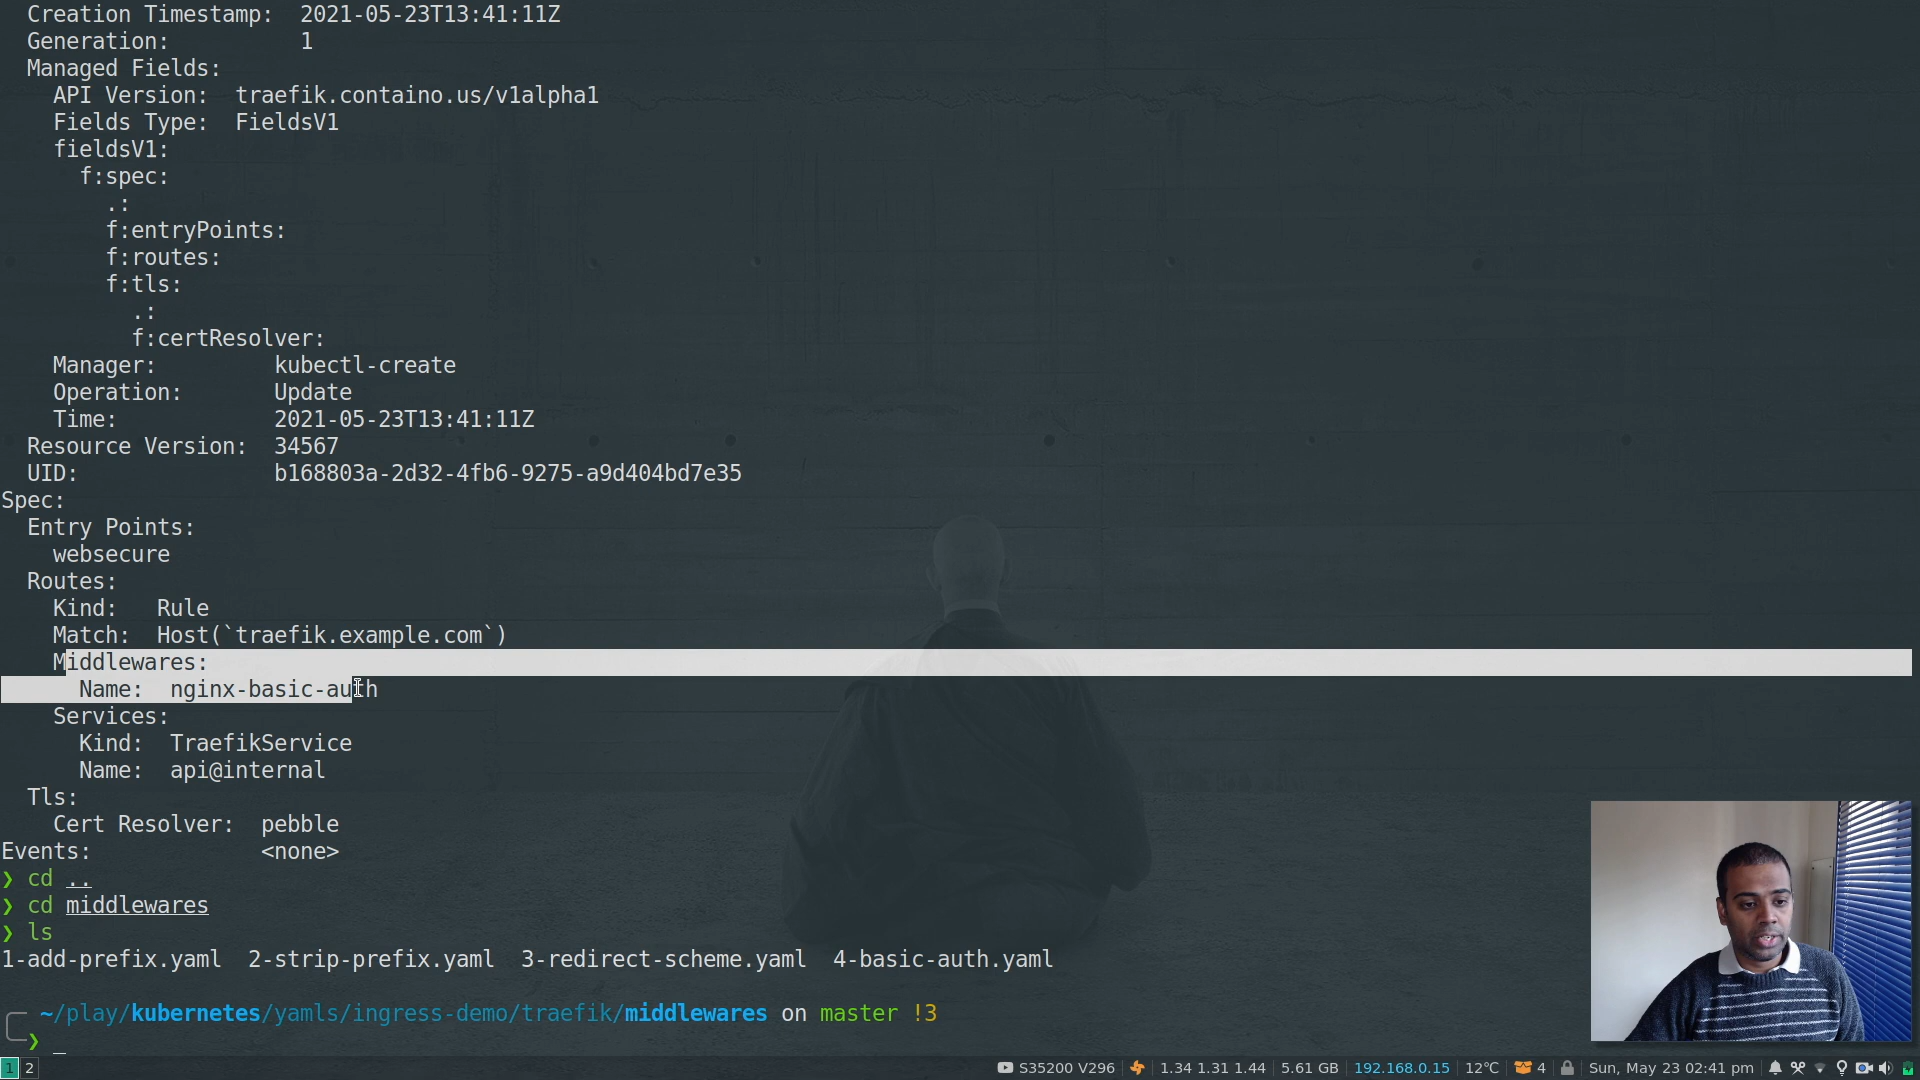 Creation Timestamp:  2021-05-23T13:41:11Z
Generation:          1
Managed Fields:
API Version:  traefik.containo.us/v1alpha1
Fields Type:  FieldsV1
fieldsV1:
f:spec:
.:
f:entryPoints:
f:routes:
f:tls:
.:
f:certResolver:
Manager:         kubectl-create
Operation:       Update
Time:            2021-05-23T13:41:11Z
Resource Version:  34567
UID:               b168803a-2d32-4fb6-9275-a9d404bd7e35
Spec:
Entry Points:
websecure
Routes:
Kind:   Rule
Match:  Host(`traefik.example.com`)
Middlewares:
Name:  nginx-basic-auth
Services:
Kind:  TraefikService
Name:  api@internal
Tls:
Cert Resolver:  pebble
Events:             <none>
❯ cd ..
❯ cd middlewares
❯ ls
1-add-prefix.yaml  2-strip-prefix.yaml  3-redirect-scheme.yaml  4-basic-auth.yaml
~/play/kubernetes/yamls/ingress-demo/traefik/middlewares on master !3
❯ _
1 2 S35200 V296 1.34 1.31 1.44 5.61 GB 192.168.0.15 12°C 4 Sun, May 23 02:41 pm